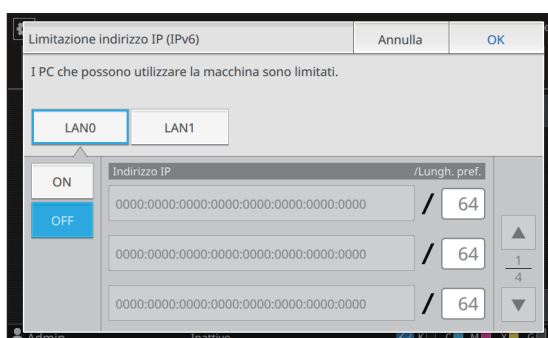 Limitazione indirizzo IP (IPv6)
Annulla
OK
I PC che possono utilizzare la macchina sono limitati.
LAN0
LAN1
ON
OFF
Indirizzo IP
/Lungh. pref.
0000:0000:0000:0000:0000:0000:0000:0000
/
64
0000:0000:0000:0000:0000:0000:0000:0000
/
64
0000:0000:0000:0000:0000:0000:0000:0000
/
64
1
4
Admin
Inattivo
K
C
M
Y
G